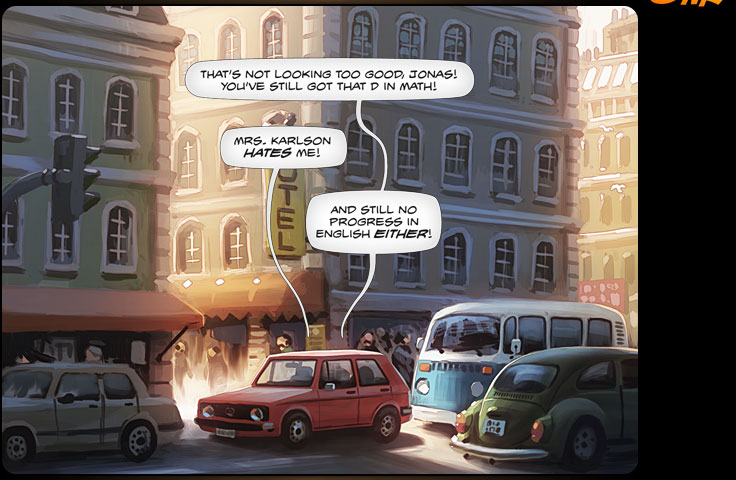 THAT'S NOT LOOKING TOO GOOD, JONAS!
YOU'VE STILL GOT THAT D IN MATH!
MRS. KARLSON
HATES ME!
AND STILL NO
PROGRESS IN
ENGLISH EITHER!